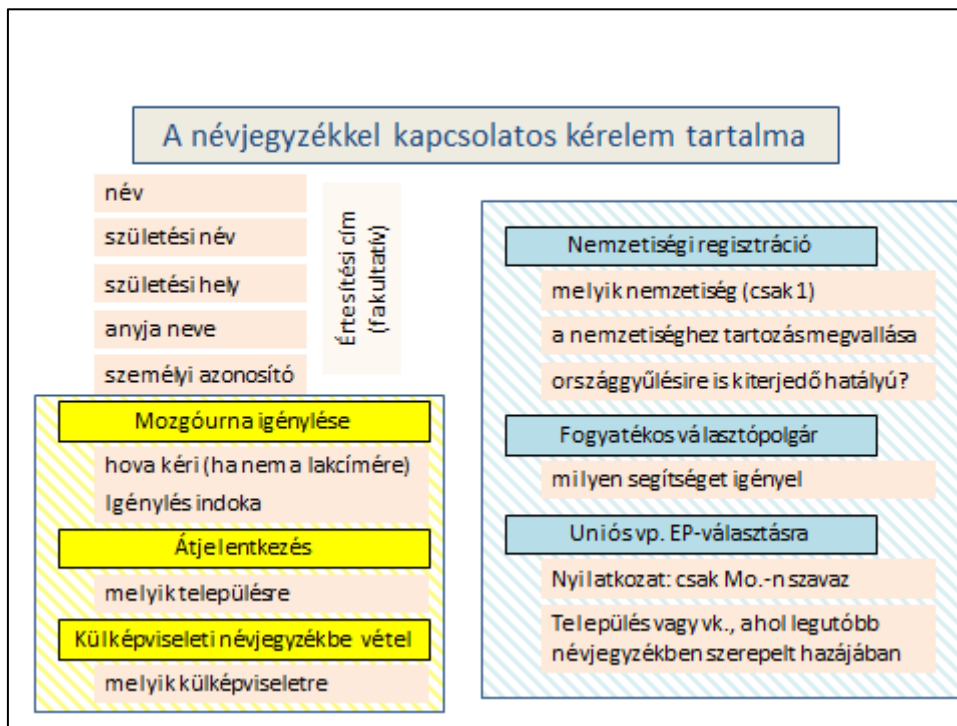 A névjegyzékkel kapcsolatos kérelem tartalma
név
születési név
születési hely
anyja neve
személyi azonosító
Értesítési cím
(fakultatív)
Mozgóurna igénylése
hova kéri (ha nem a lakcímére)
Igénylés indoka
Átjelentkezés
melyik településre
Külképviseleti névjegyzékbe vétel
melyik külképviseletre
Nemzetiségi regisztráció
melyik nemzetiség (csak 1)
a nemzetiséghez tartozás megvallása
országgyűlésire is kiterjedő hatályú?
Fogyatékos választópolgár
milyen segítséget igényel
Uniós vp. EP-választásra
Nyilatkozat: csak Mo.-n szavaz
Település vagy vk., ahol legutóbb
névjegyzékben szerepelt hazájában